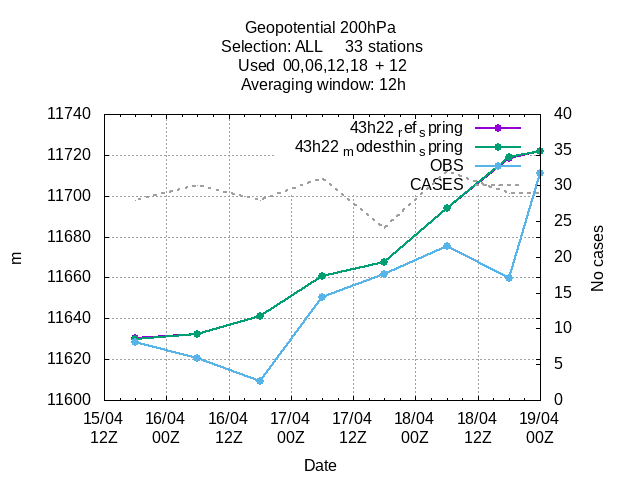 Geopotential 200hPa
Selection: ALL 33 stations
Used 00,06,12,18 + 12
Averaging window: 12h
11740
11720
11700
11680
11660
11640
11620
11600
m
43h22 ref spring
43h22 modesthin spring
OBS
CASES
40
35
30
25
20
15
10
5
0
No cases
15/04 16/04 16/04 17/04 17/04 18/04 18/04 19/04
12Z 00Z 12Z 00Z 12Z 00Z 12Z 00Z
Date